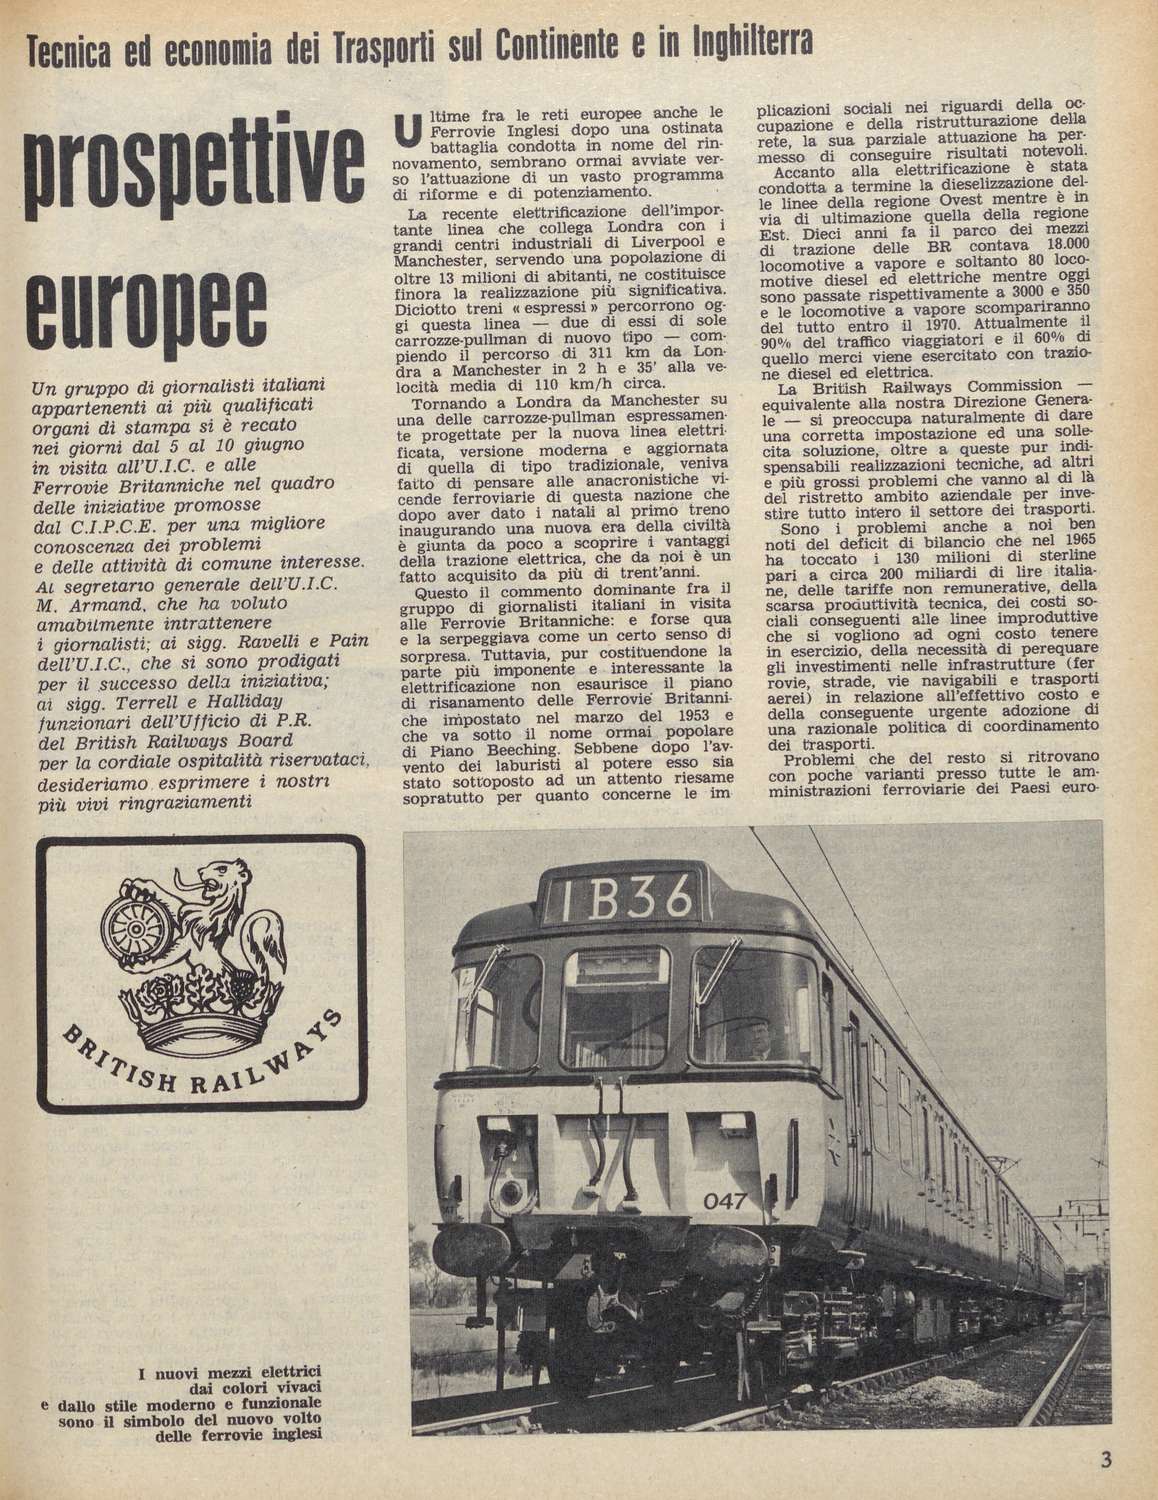 Tecnica ed economia dei Trasporti sul Continente e in Inghilterra
prospettive
europee
Un gruppo di giornalisti italiani
appartenenti ai più qualificati
organi di stampa si è recato
nei giorni dal 5 al 10 giugno
in visita all'U.I.C. e alle
Ferrovie Britanniche nel quadro
delle iniziative promosse
dal C.I.P.C.E. per una migliore
conoscenza dei problemi
e delle attività di comune interesse.
Al segretario generale dell'U.I.C.
M. Armand, che ha voluto
amabilmente intrattenere
i giornalisti; ai sigg. Ravelli e Pain
dell'U.I.C., che si sono prodigati
per il successo della iniziativa;
ai sigg. Terrell e Halliday
funzionari dell'Ufficio di P.R.
del British Railways Board
per la cordiale ospitalità riservataci,
desideriamo esprimere i nostri
più vivi ringraziamenti
Ultime fra le reti europee anche le
Ferrovie Inglesi dopo una ostinata
battaglia condotta in nome del rin-
novamento, sembrano ormai avviate ver-
so l'attuazione di un vasto programma
di riforme e di potenziamento.
La recente elettrificazione dell'impor-
tante linea che collega Londra con i
grandi centri industriali di Liverpool e
Manchester, servendo una popolazione di
oltre 13 milioni di abitanti, ne costituisce
finora la realizzazione più significativa.
Diciotto treni « espressi » percorrono og-
gi questa linea — due di essi di sole
carrozze-pullman di nuovo tipo — com-
piendo il percorso di 311 km da Lon-
dra a Manchester in 2 h e 35' alla ve-
locità media di 110 km/h circa.
Tornando a Londra da Manchester su
una delle carrozze-pullman espressamen-
te progettate per la nuova linea elettri-
ficata, versione moderna e aggiornata
di quella di tipo tradizionale, veniva
fatto di pensare alle anacronistiche vi-
cende ferroviarie di questa nazione che
dopo aver dato i natali al primo treno
inaugurando una nuova era della civiltà
è giunta da poco a scoprire i vantaggi
della trazione elettrica, che da noi è un
fatto acquisito da più di trent'anni.
Questo il commento dominante fra il
gruppo di giornalisti italiani in visita
alle Ferrovie Britanniche: e forse qua
e la serpeggiava come un certo senso di
sorpresa. Tuttavia, pur costituendone la
parte più imponente e interessante la
elettrificazione non esaurisce il piano
di risanamento delle Ferrovie Britanni-
che impostato nel marzo del 1953 e
che va sotto il nome ormai popolare
di Piano Beeching. Sebbene dopo l'av-
vento dei laburisti al potere esso sia
stato sottoposto ad un attento riesame
sopratutto per quanto concerne le im
plicazioni sociali nei riguardi della oc-
cupazione e della ristrutturazione della
rete, la sua parziale attuazione ha per-
messo di conseguire risultati notevoli.
Accanto alla elettrificazione è stata
condotta a termine la dieselizzazione del-
le linee della regione Ovest mentre è in
via di ultimazione quella della regione
Est. Dieci anni fa il parco dei mezzi
di trazione delle BR contava 18.000
locomotive a vapore e soltanto 80 loco-
motive diesel ed elettriche mentre oggi
sono passate rispettivamente a 3000 e 350
e le locomotive a vapore scompariranno
del tutto entro il 1970. Attualmente il
90% del traffico viaggiatori e il 60% di
quello merci viene esercitato con trazio-
ne diesel ed elettrica.
La British Railways Commission —
equivalente alla nostra Direzione Genera-
le — si preoccupa naturalmente di dare
una corretta impostazione ed una solle-
cita soluzione, oltre a queste pur indi-
spensabili realizzazioni tecniche, ad altri
e più grossi problemi che vanno al di là
del ristretto ambito aziendale per inve-
stire tutto intero il settore dei trasporti.
Sono i problemi anche a noi ben
noti del deficit di bilancio che nel 1965
ha toccato i 130 milioni di sterline
pari a circa 200 miliardi di lire italia-
ne, delle tariffe non remunerative, della
scarsa produttività tecnica, dei costi so-
ciali conseguenti alle linee improduttive
che si vogliono ad ogni costo tenere
in esercizio, della necessità di perequare
gli investimenti nelle infrastrutture (fer
rovie, strade, vie navigabili e trasporti
aerei) in relazione all'effettivo costo e
della conseguente urgente adozione di
una razionale politica di coordinamento
dei trasporti.
Problemi che del resto si ritrovano
con poche varianti presso tutte le am-
ministrazioni ferroviarie dei Paesi euro-
BRITISH RAILWAYS
1B36
047
I nuovi mezzi elettrici
dai colori vivaci
e dallo stile moderno e funzionale
sono il simbolo del nuovo volto
delle ferrovie inglesi
3